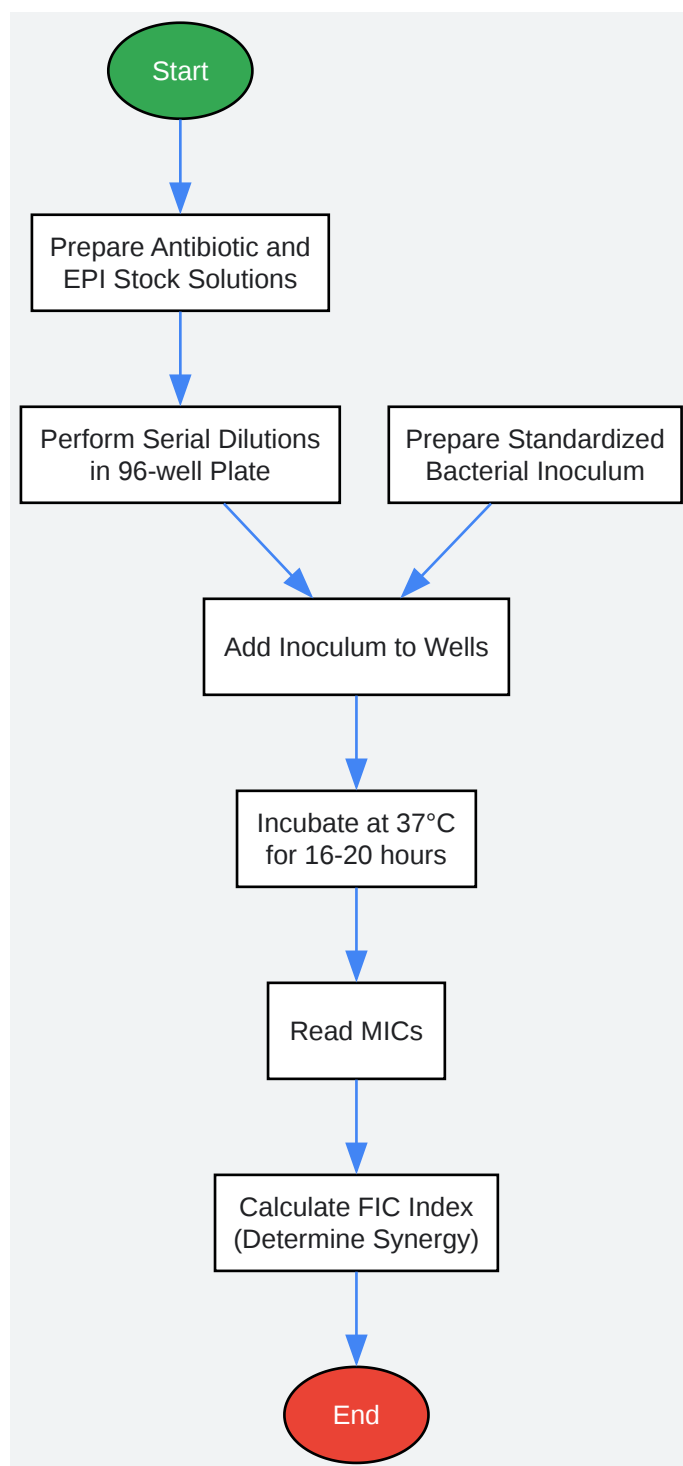 Start
Prepare Antibiotic and
EPI Stock Solutions
Perform Serial Dilutions
in 96-well Plate
Prepare Standardized
Bacterial Inoculum
Add Inoculum to Wells
Incubate at 37°C
for 16-20 hours
Read MICs
Calculate FIC Index
(Determine Synergy)
End